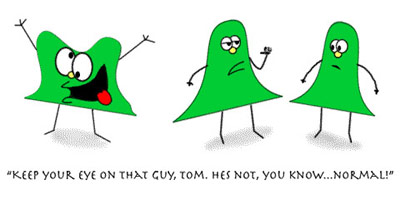 "Keep your eye on that guy, Tom. Hes not, you know...normal!"